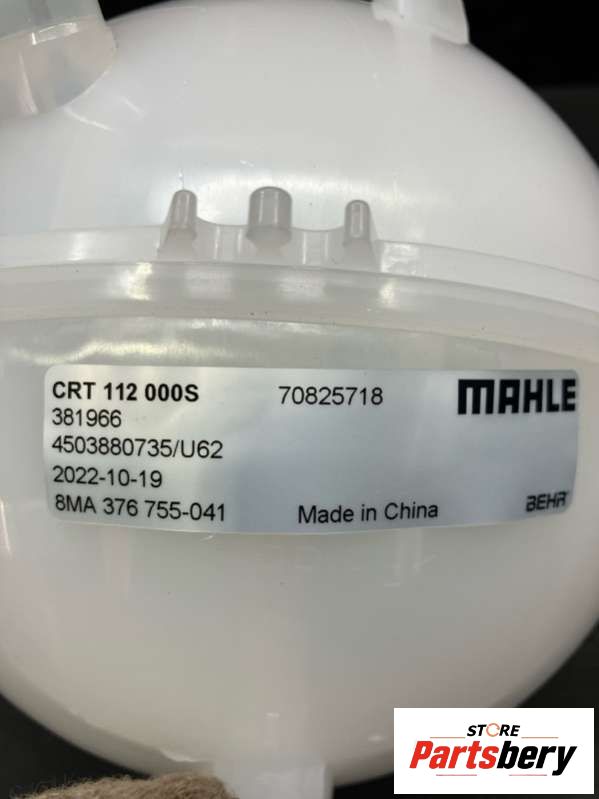 CRT 112 000S 70825718 MAHLE
381966
4503880735/U62
2022-10-19
8MA 376 755-041 Made in China BEHR
STORE
Partsbery